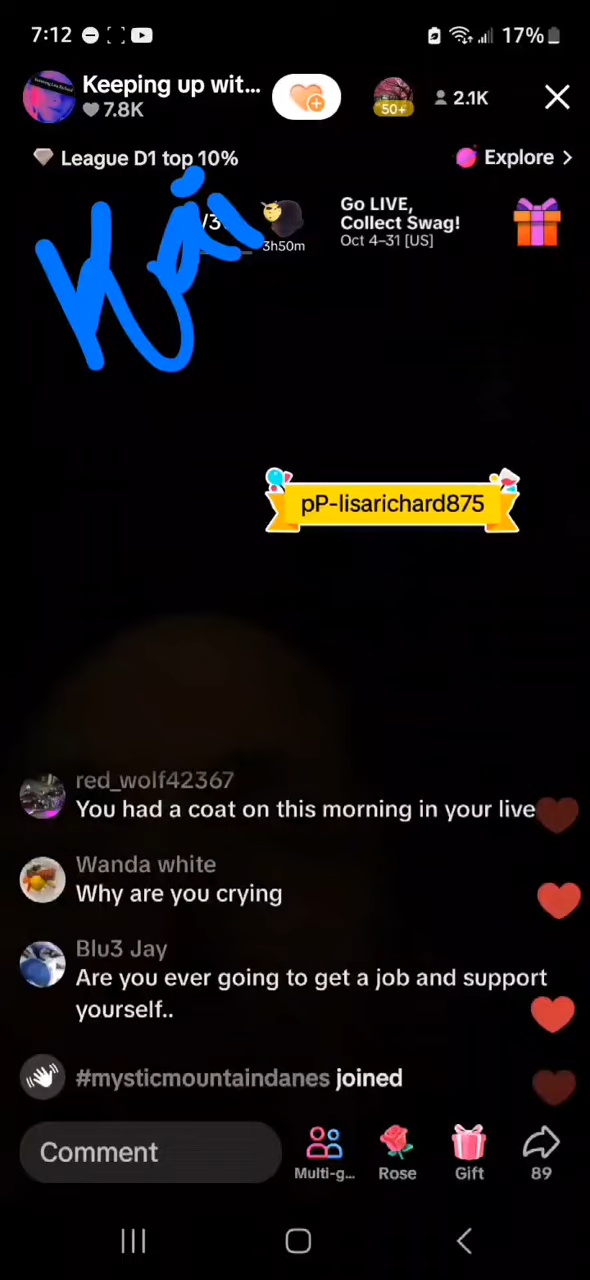 7:12
17%
Keeping up wit...
7.8K
50+
2.1K
League D1 top 10%
Explore >
/3
3h50m
Go LIVE,
Collect Swag!
Oct 4–31 [US]
pP-lisarichard875
red_wolf42367
You had a coat on this morning in your live
Wanda white
Why are you crying
Blu3 Jay
Are you ever going to get a job and support
yourself..
#mysticmountaindanes joined
Comment
Multi-g...
Rose
Gift
89